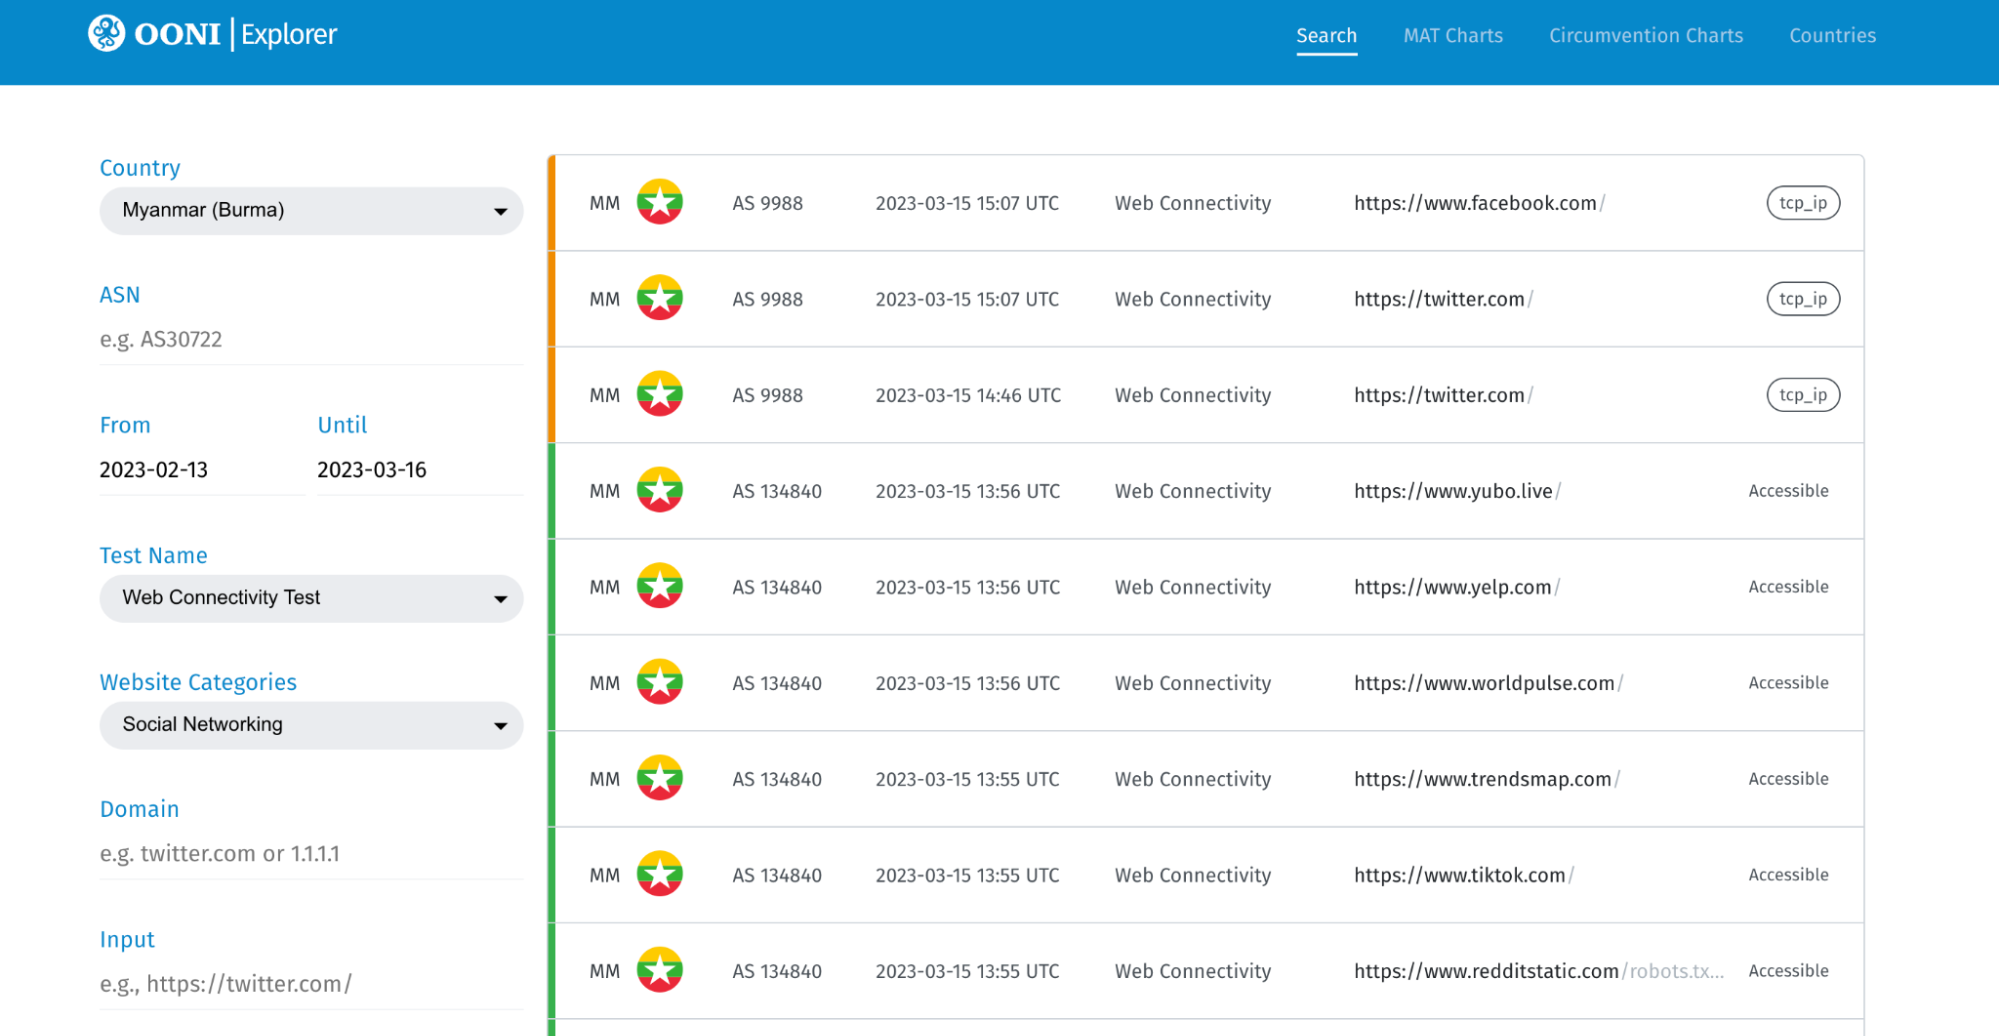 OONI | Explorer
Search MAT Charts Circumvention Charts Countries
Country
Myanmar (Burma)
ASN
e.g. AS30722
From Until
2023-02-13 2023-03-16
Test Name
Web Connectivity Test
Website Categories
Social Networking
Domain
e.g. twitter.com or 1.1.1.1
Input
e.g., https://twitter.com/
MM AS 9988 2023-03-15 15:07 UTC Web Connectivity https://www.facebook.com/ tcp_ip
MM AS 9988 2023-03-15 15:07 UTC Web Connectivity https://twitter.com/ tcp_ip
MM AS 9988 2023-03-15 14:46 UTC Web Connectivity https://twitter.com/ tcp_ip
MM AS 134840 2023-03-15 13:56 UTC Web Connectivity https://www.yubo.live/ Accessible
MM AS 134840 2023-03-15 13:56 UTC Web Connectivity https://www.yelp.com/ Accessible
MM AS 134840 2023-03-15 13:56 UTC Web Connectivity https://www.worldpulse.com/ Accessible
MM AS 134840 2023-03-15 13:55 UTC Web Connectivity https://www.trendsmap.com/ Accessible
MM AS 134840 2023-03-15 13:55 UTC Web Connectivity https://www.tiktok.com/ Accessible
MM AS 134840 2023-03-15 13:55 UTC Web Connectivity https://www.redditstatic.com/robots.tx... Accessible